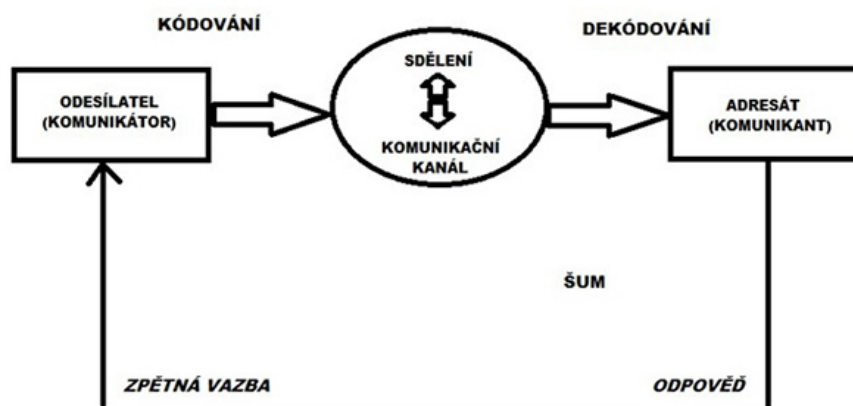 KÓDOVÁNÍ
DEKÓDOVÁNÍ
ODESÍLATEL
(KOMUNIKÁTOR)
SDĚLENÍ
KOMUNIKAČNÍ
KANÁL
ADRESÁT
(KOMUNIKANT)
ŠUM
ZPĚTNÁ VAZBA
ODPOVĚĎ